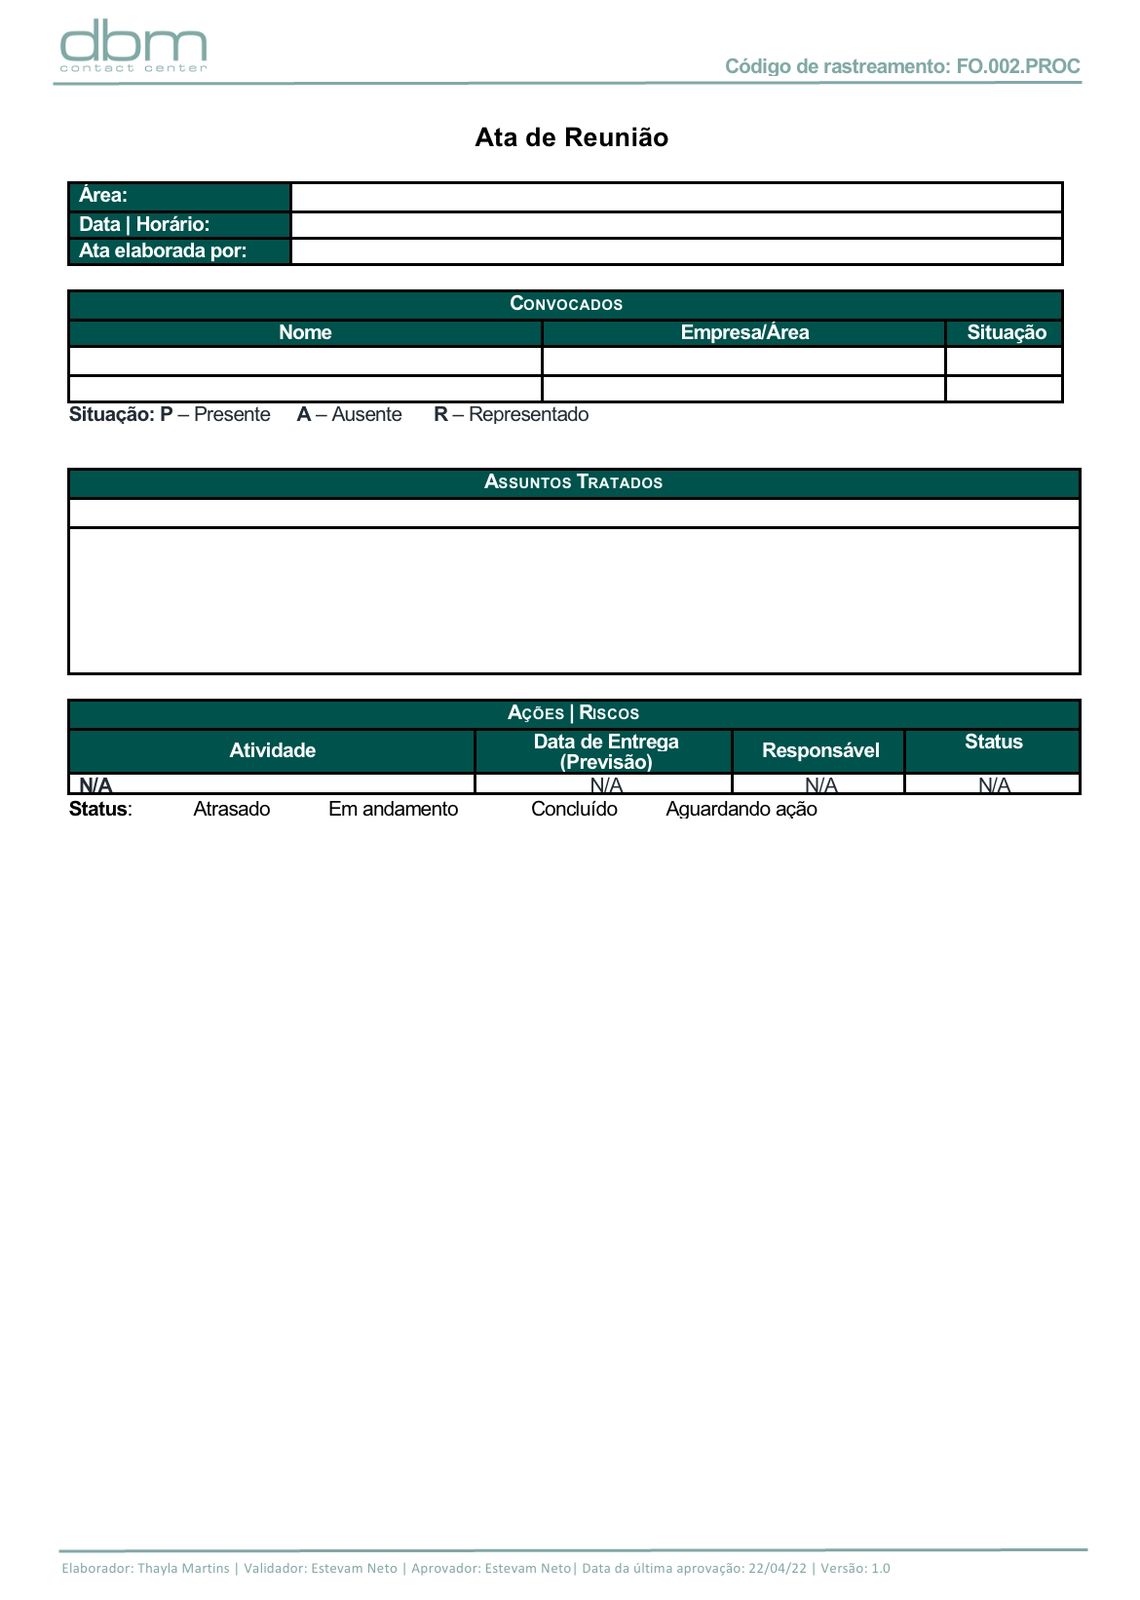 dbm
contact center
Código de rastreamento: FO.002.PROC
Ata de Reunião
Área:
Data | Horário:
Ata elaborada por:
CONVOCADOS
Nome Empresa/Área Situação
Situação: P – Presente A – Ausente R – Representado
ASSUNTOS TRATADOS
AÇÕES | RISCOS
Atividade Data de Entrega (Previsão) Responsável Status
N/A N/A N/A N/A
Status: Atrasado Em andamento Concluído Aguardando ação
Elaborador: Thayla Martins | Validador: Estevam Neto | Aprovador: Estevam Neto| Data da última aprovação: 22/04/22 | Versão: 1.0